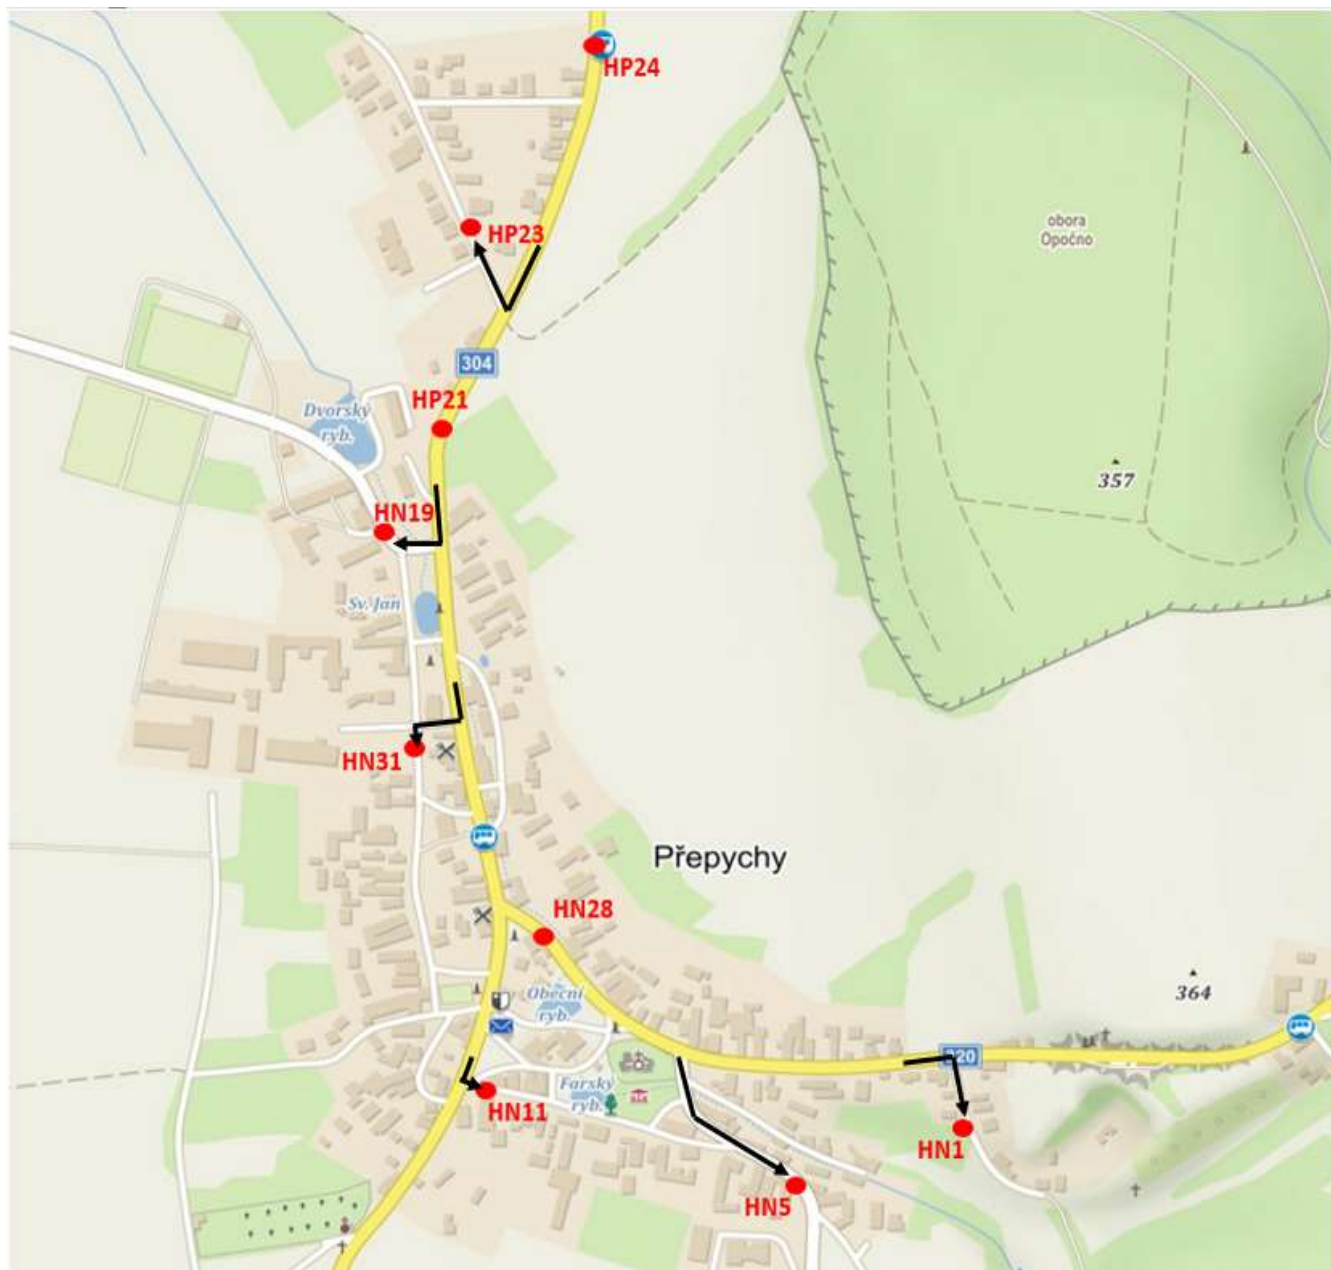 HP24
HP23
obora
Opočno
304
HP21
Dvorský
ryb.
357
HN19
Sv. Jan
HN31
Přepychy
HN28
364
Obecní
ryb.
320
Farský
ryb.
HN11
HN1
HN5